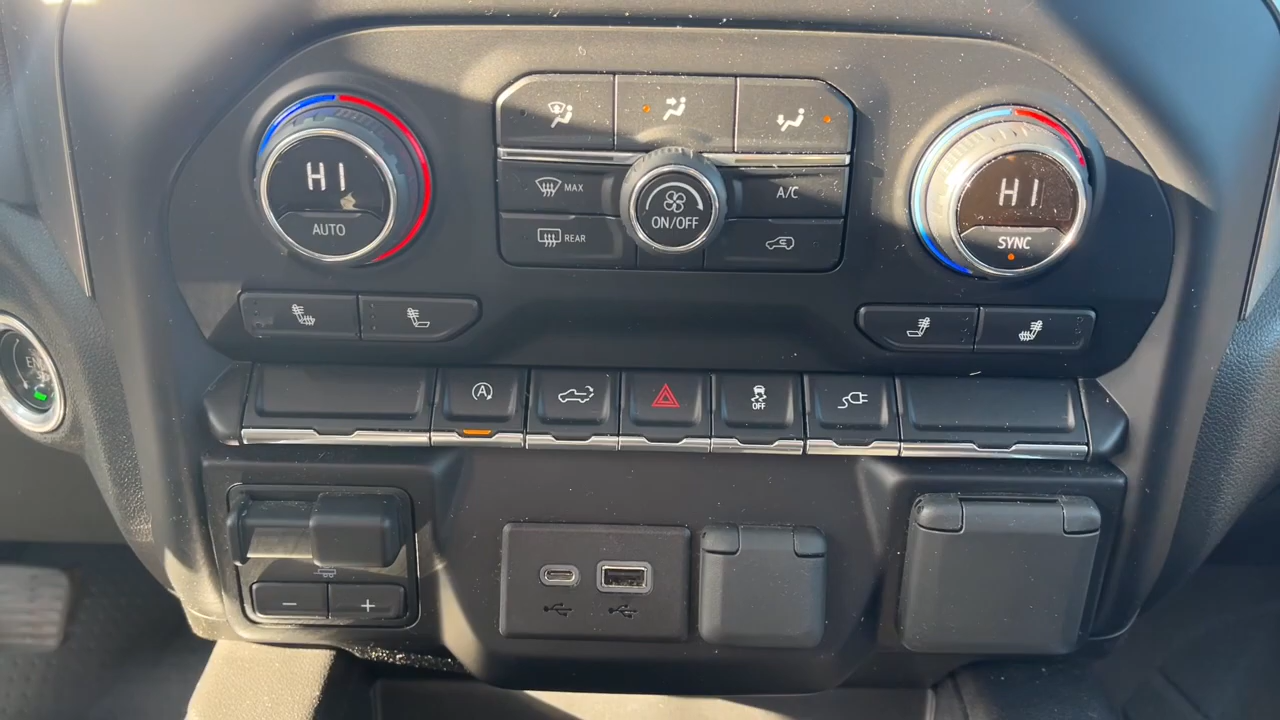 HI
AUTO
MAX
REAR
ON/OFF
A/C
HI
SYNC
A
OFF
− +